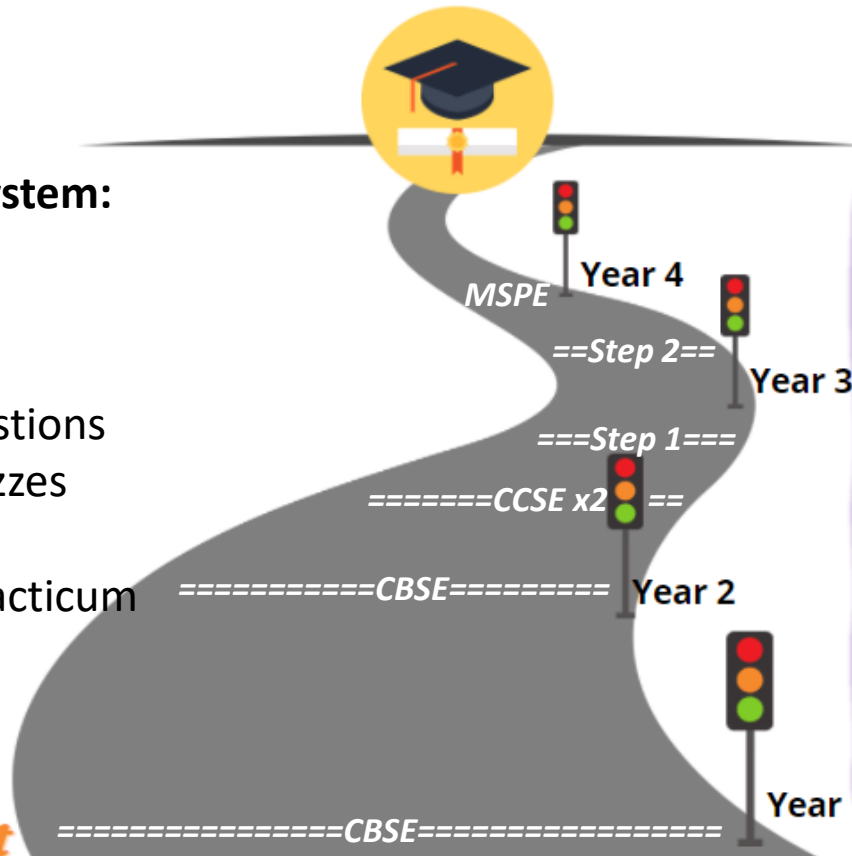 rstem:
Year 4
MSPE
==Step 2==
Year 3
stions
===Step 1===
zzes
=======CCSE x2 ==
acticum
===========CBSE=========
Year 2
Year
t
================CBSE=================